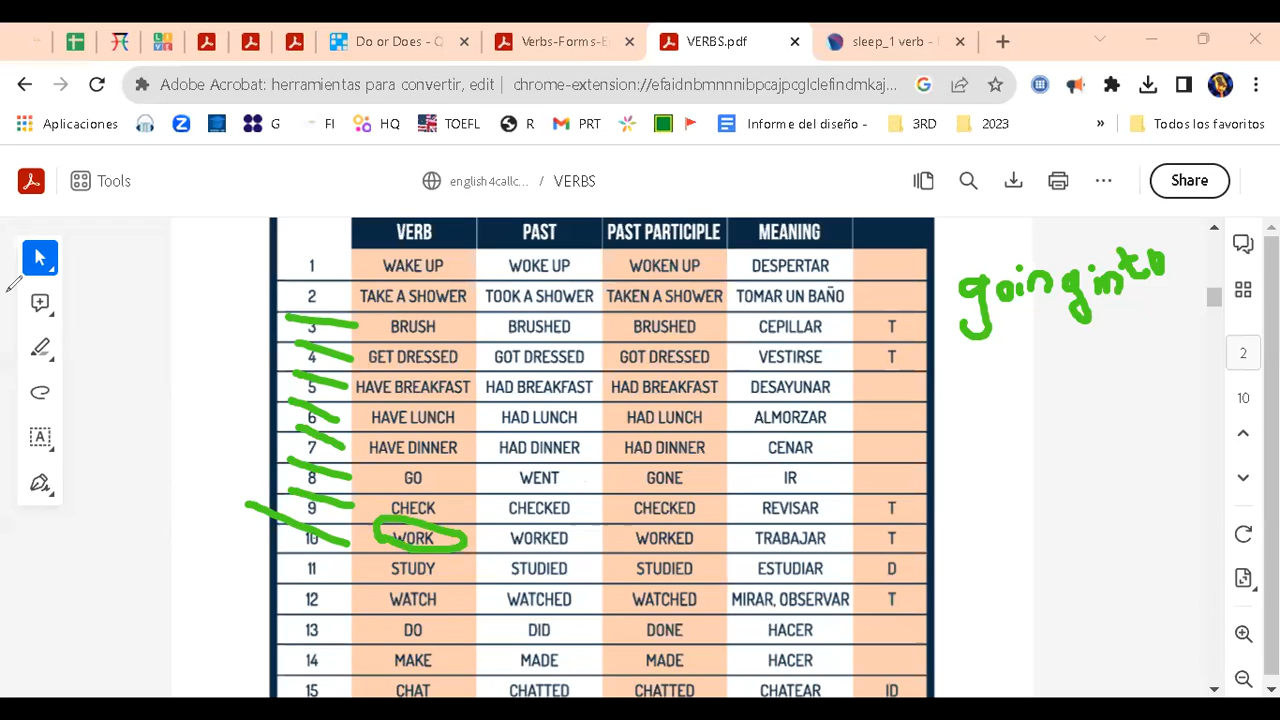 Do or Does - Q
Verbs-Forms-E
VERBS.pdf
sleep_1 verb -
Adobe Acrobat: herramientas para convertir, edit | chrome-extension://efaidnbmnnnibpcajpcglclefindmkaj...
Aplicaciones G FI HQ TOEFL R PRT Informe del diseño - 3RD 2023 » Todos los favoritos
Tools english4callc... / VERBS Share
VERB PAST PAST PARTICIPLE MEANING
1 WAKE UP WOKE UP WOKEN UP DESPERTAR
going into
2 TAKE A SHOWER TOOK A SHOWER TAKEN A SHOWER TOMAR UN BAÑO
3 BRUSH BRUSHED BRUSHED CEPILLAR T
4 GET DRESSED GOT DRESSED GOT DRESSED VESTIRSE T
5 HAVE BREAKFAST HAD BREAKFAST HAD BREAKFAST DESAYUNAR
6 HAVE LUNCH HAD LUNCH HAD LUNCH ALMORZAR
7 HAVE DINNER HAD DINNER HAD DINNER CENAR
8 GO WENT GONE IR
9 CHECK CHECKED CHECKED REVISAR T
10 WORK WORKED WORKED TRABAJAR T
11 STUDY STUDIED STUDIED ESTUDIAR D
12 WATCH WATCHED WATCHED MIRAR, OBSERVAR T
13 DO DID DONE HACER
14 MAKE MADE MADE HACER
15 CHAT CHATTED CHATTED CHATEAR ID
2
10